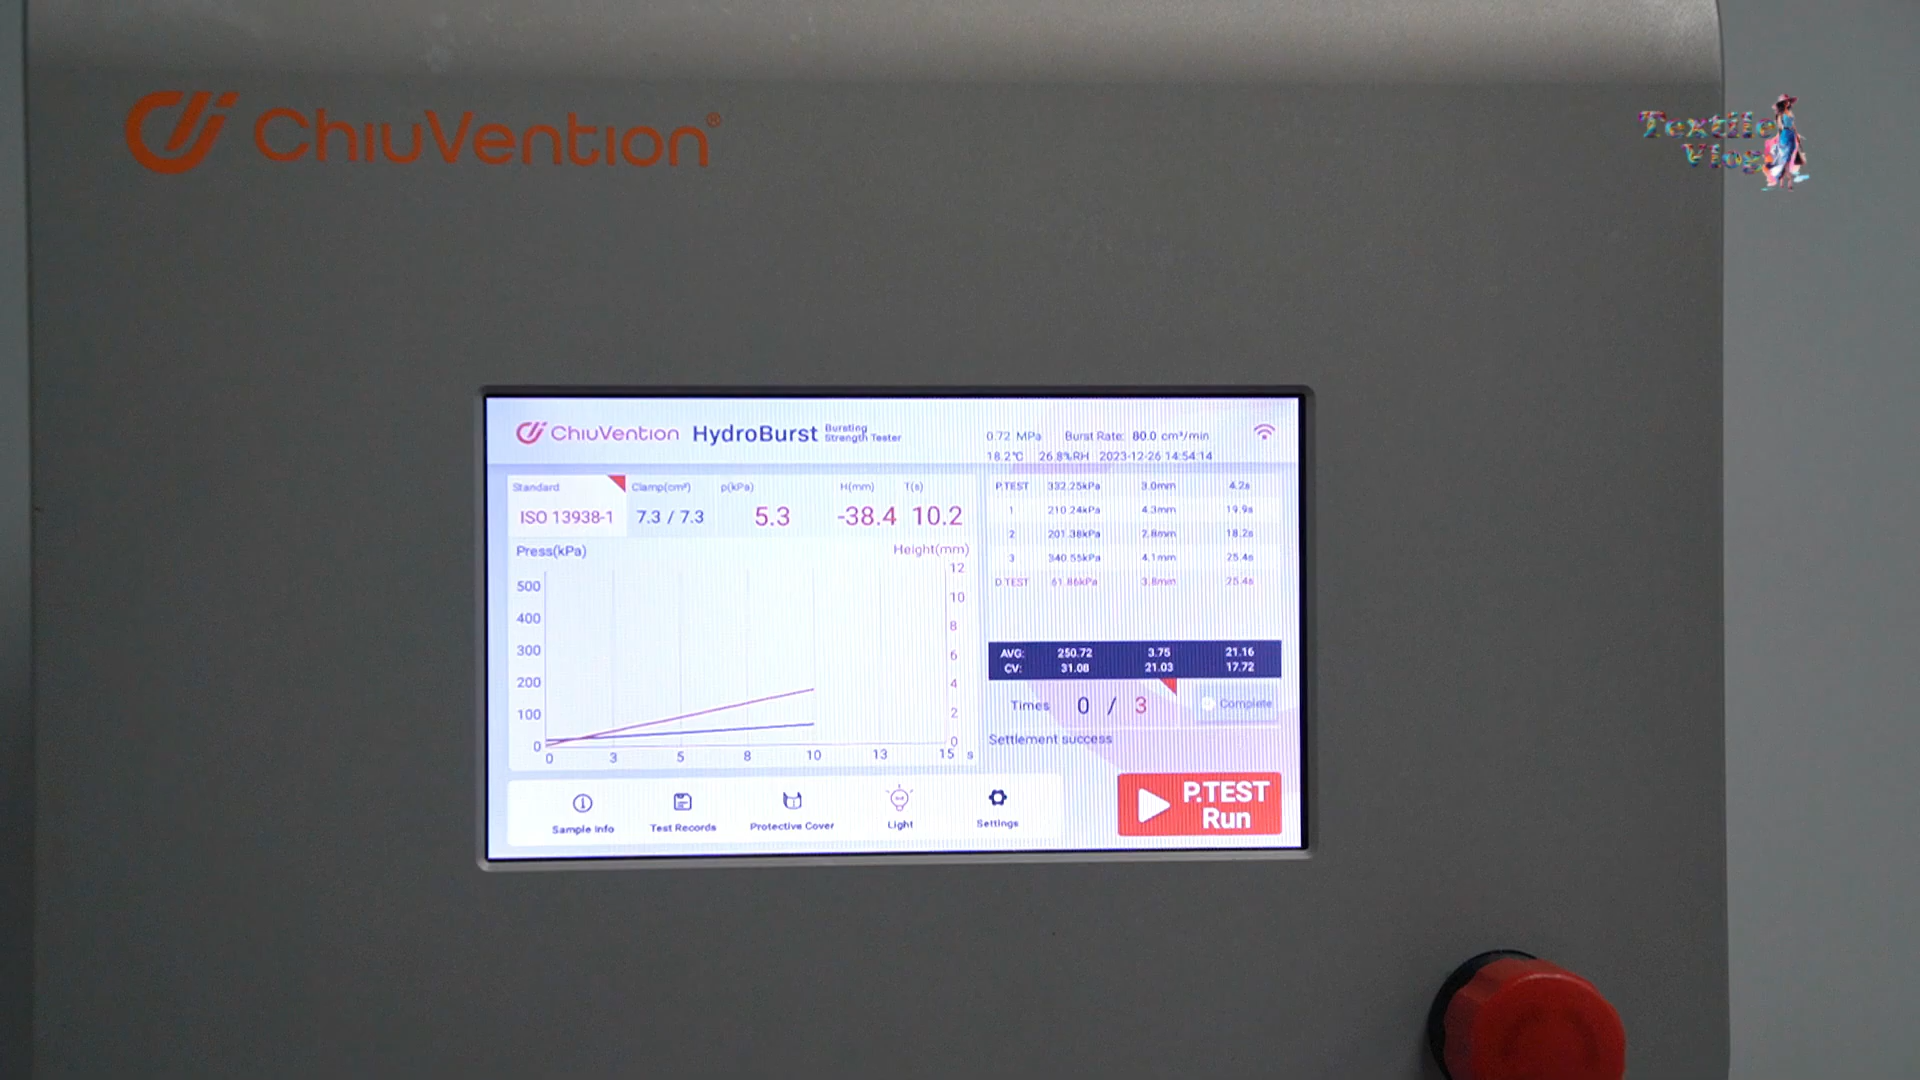 ChiuVention®
Textile
Vlog
ChiuVention HydroBurst Bursting Strength Tester
0.72 MPa Burst Rate: 80.0 cm³/min
18.2℃ 26.8%RH 2023-12-26 14:54:14
Standard Clamp(cm²) p(kPa) H(mm) T(s)
ISO 13938-1 7.3 / 7.3 5.3 -38.4 10.2
P.TEST 332.25kPa 3.0mm 4.2s
1 210.24kPa 4.3mm 19.9s
2 201.38kPa 2.8mm 18.2s
3 340.55kPa 4.1mm 25.4s
D.TEST 61.86kPa 3.8mm 25.4s
Press(kPa) Height(mm)
500
400
300
200
100
0
12
10
8
6
4
2
0
0 3 5 8 10 13 15 s
AVG: 250.72 3.75 21.16
CV: 31.08 21.03 17.72
Times 0 / 3 Complete
Settlement success
Sample info Test Records Protective Cover Light Settings
P.TEST
Run